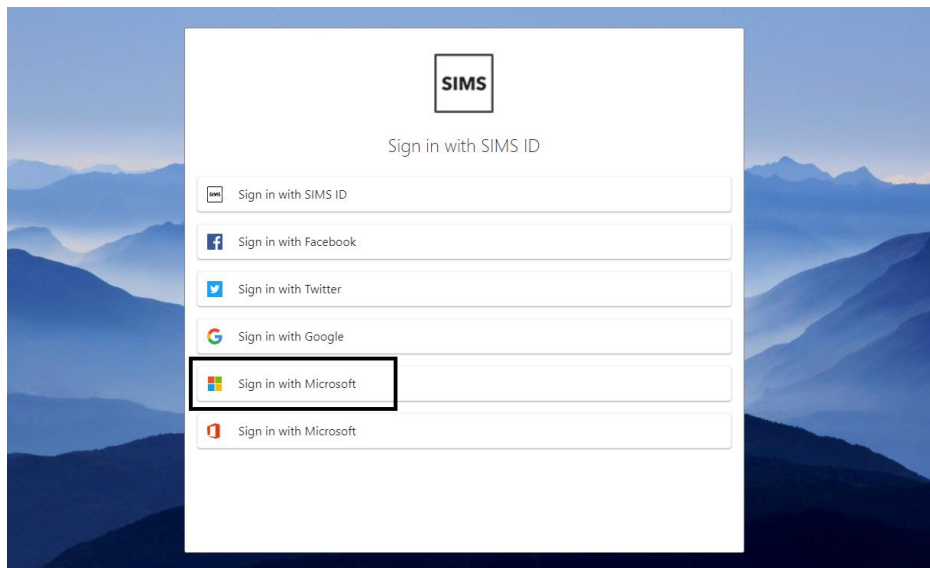 SIMS
Sign in with SIMS ID
SIMS Sign in with SIMS ID
Sign in with Facebook
Sign in with Twitter
Sign in with Google
Sign in with Microsoft
Sign in with Microsoft